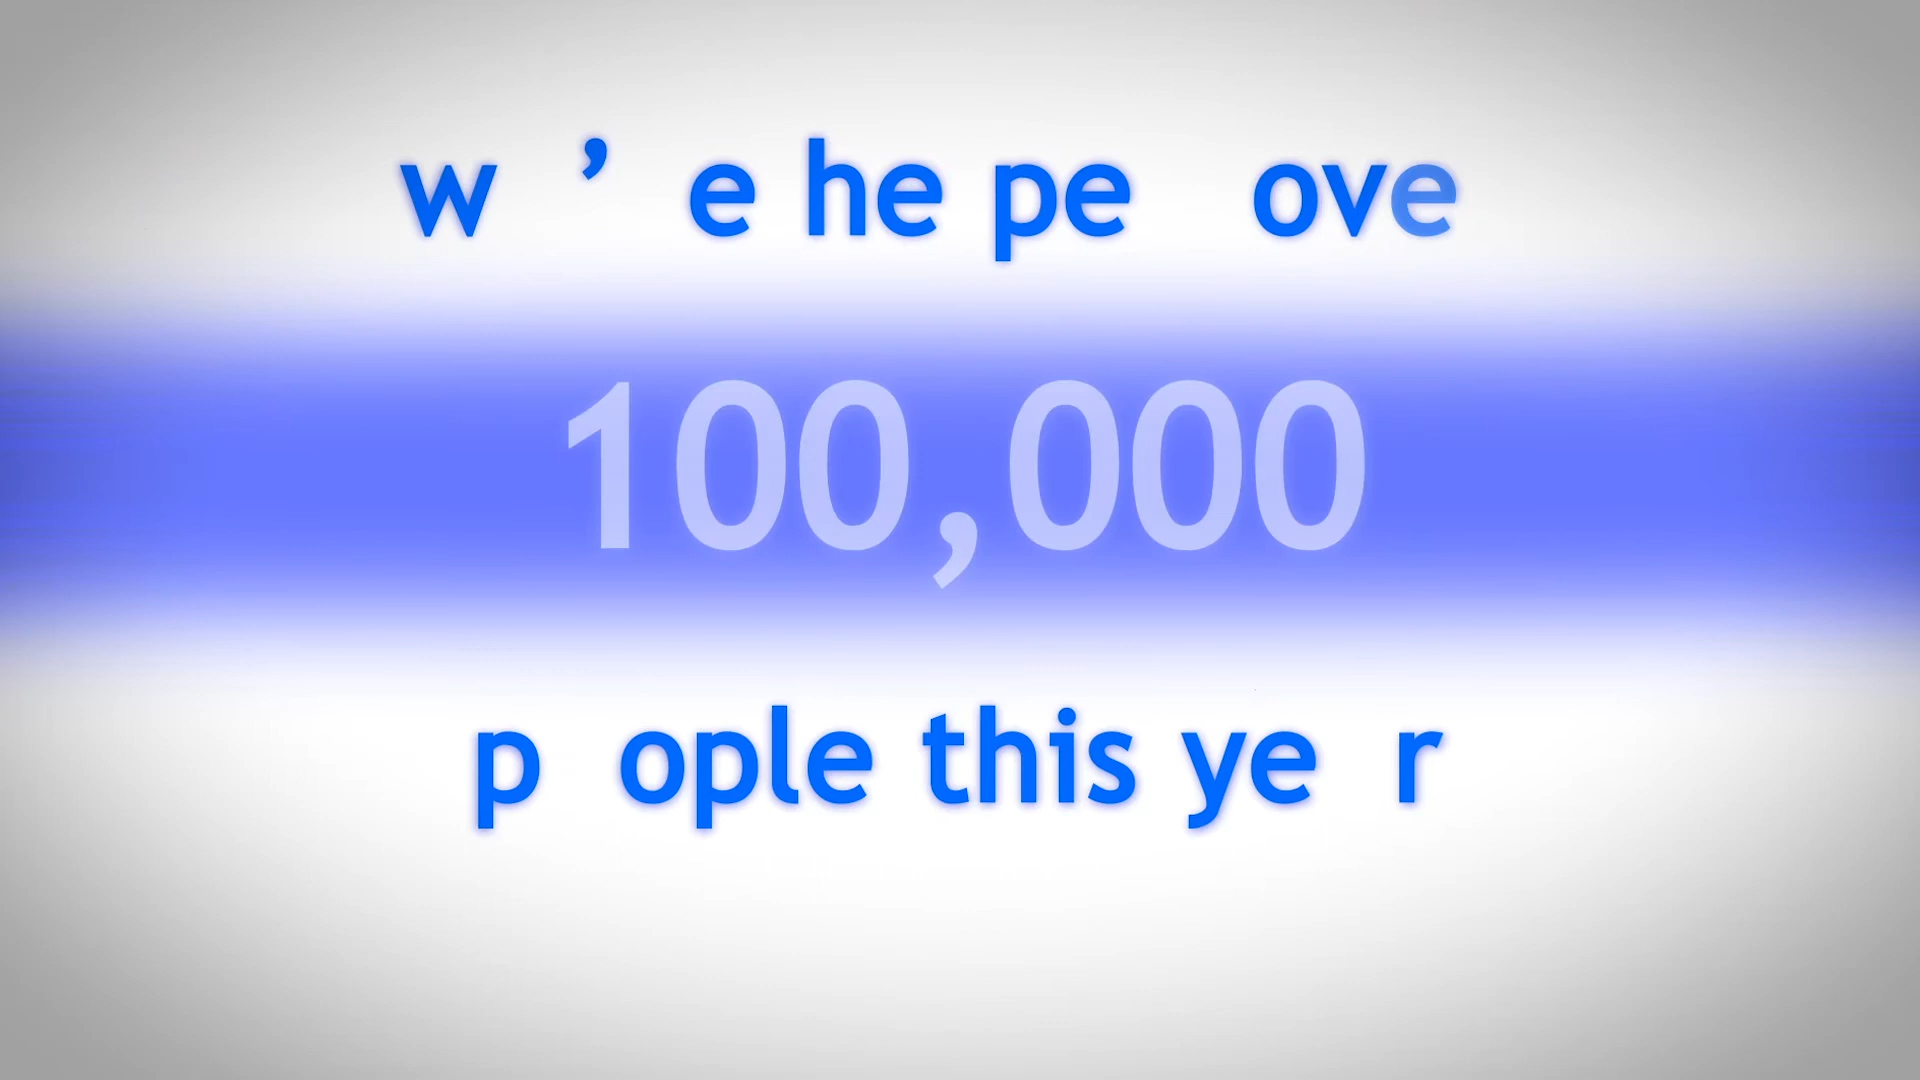 w ’ e he pe ove
100,000
p ople this ye r